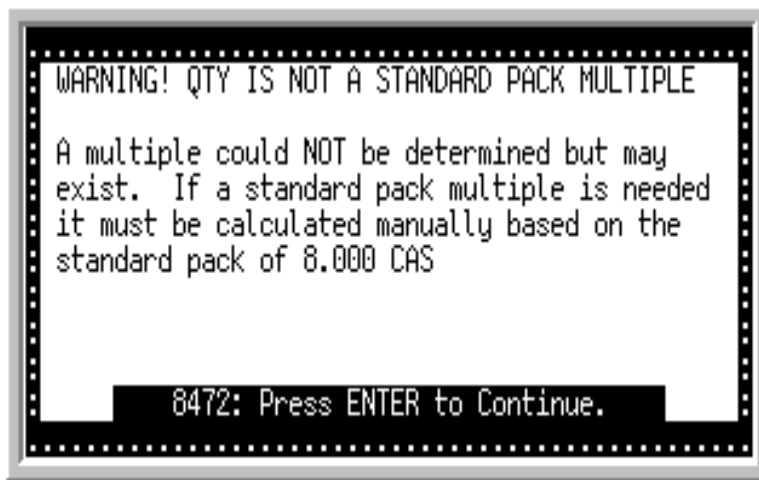 WARNING! QTY IS NOT A STANDARD PACK MULTIPLE
A multiple could NOT be determined but may
exist.  If a standard pack multiple is needed
it must be calculated manually based on the
standard pack of 8.000 CAS
8472: Press ENTER to Continue.